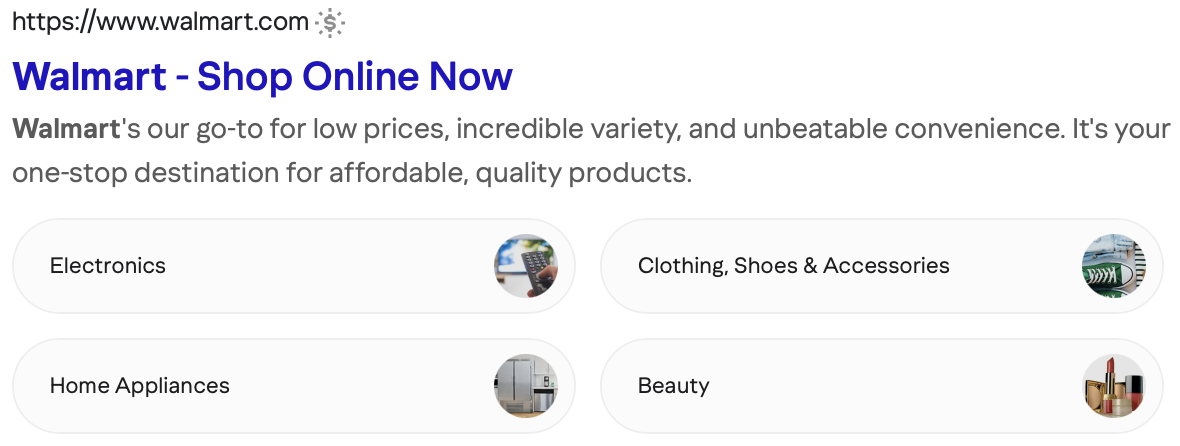 https://www.walmart.com
Walmart - Shop Online Now
Walmart's our go-to for low prices, incredible variety, and unbeatable convenience. It's your
one-stop destination for affordable, quality products.
Electronics
Clothing, Shoes & Accessories
Home Appliances
Beauty